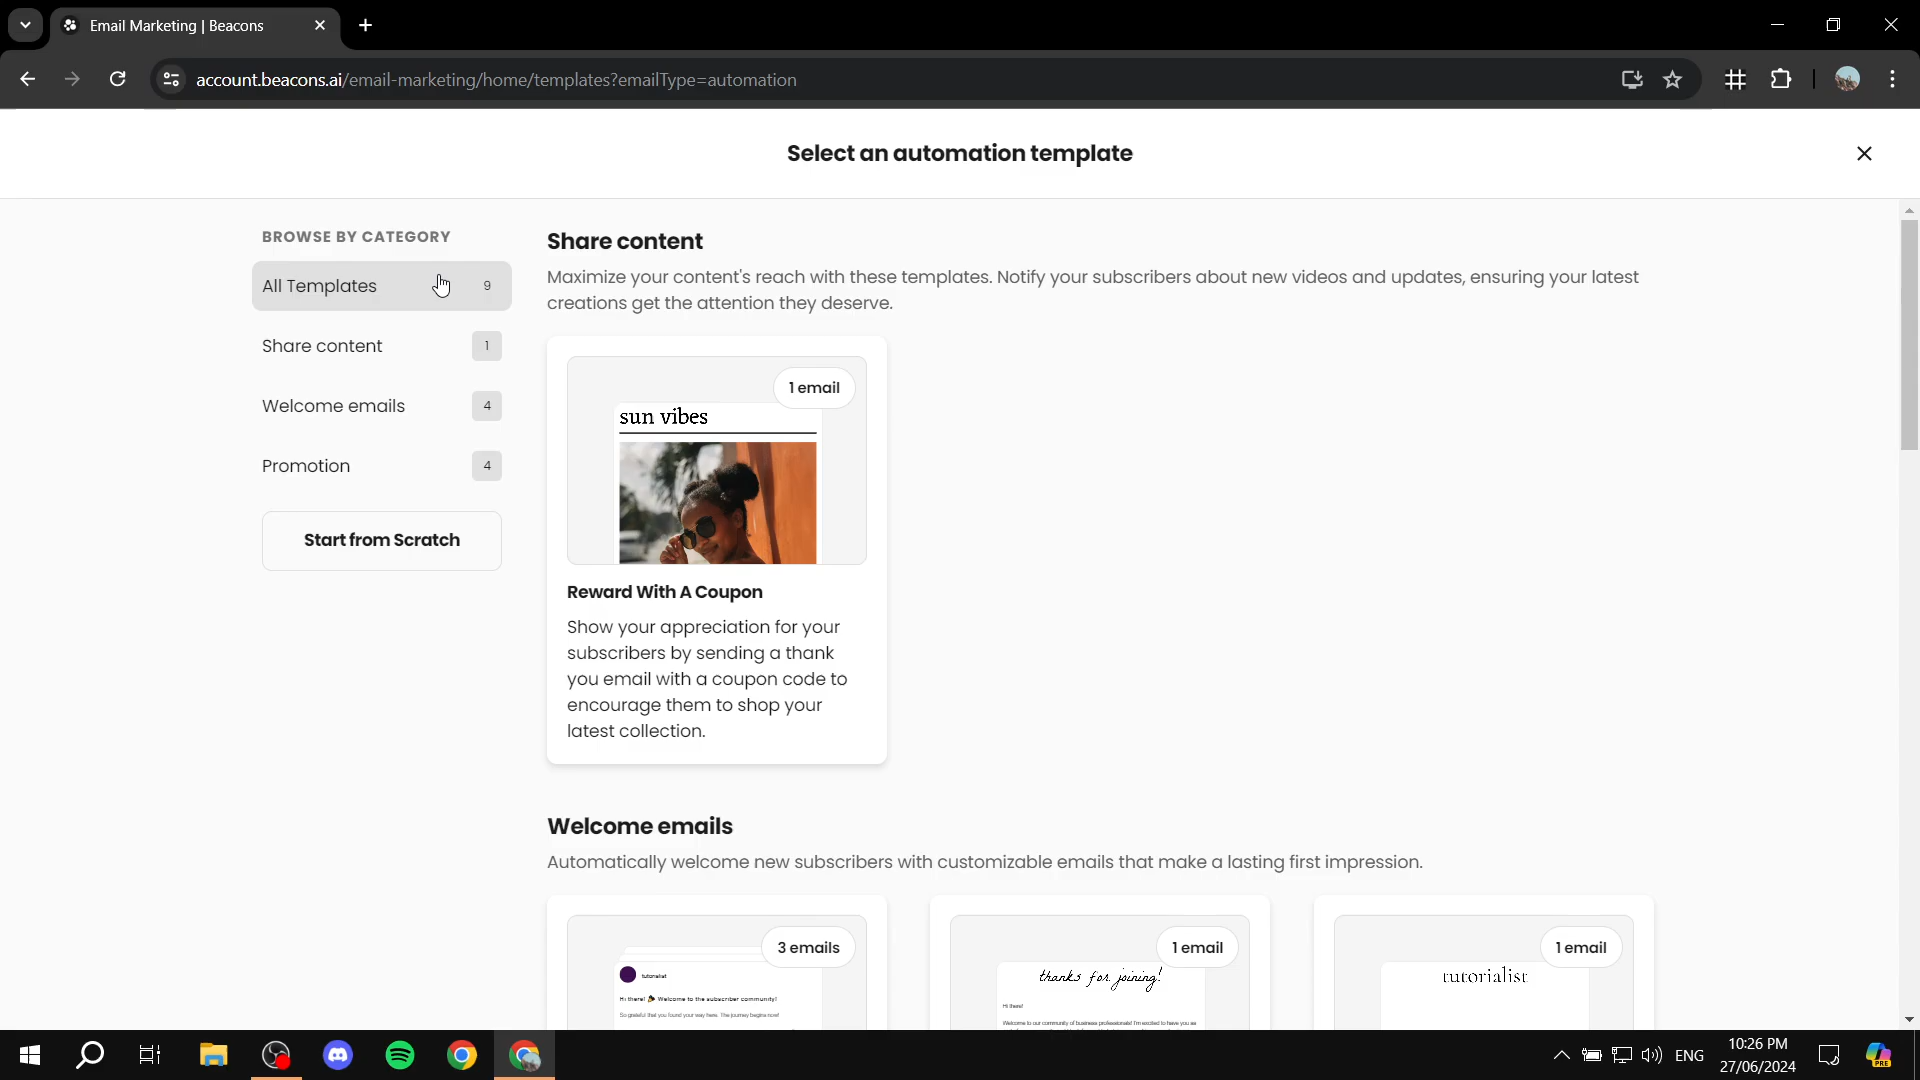 Email Marketing | Beacons
account.beacons.ai/email-marketing/home/templates?emailType=automation
Select an automation template
BROWSE BY CATEGORY
All Templates 9
Share content 1
Welcome emails 4
Promotion 4
Start from Scratch
Share content
Maximize your content's reach with these templates. Notify your subscribers about new videos and updates, ensuring your latest
creations get the attention they deserve.
1 email
sun vibes
Reward With A Coupon
Show your appreciation for your
subscribers by sending a thank
you email with a coupon code to
encourage them to shop your
latest collection.
Welcome emails
Automatically welcome new subscribers with customizable emails that make a lasting first impression.
3 emails
tutorialist
Hi there! 🎉 Welcome to the subscriber community!
So grateful that you found your way here. The journey begins now!
1 email
thanks for joining!
Hi there!
Welcome to our community of business professionals! I'm excited to have you as
1 email
tutorialist
ENG
10:26 PM
27/06/2024
PRE